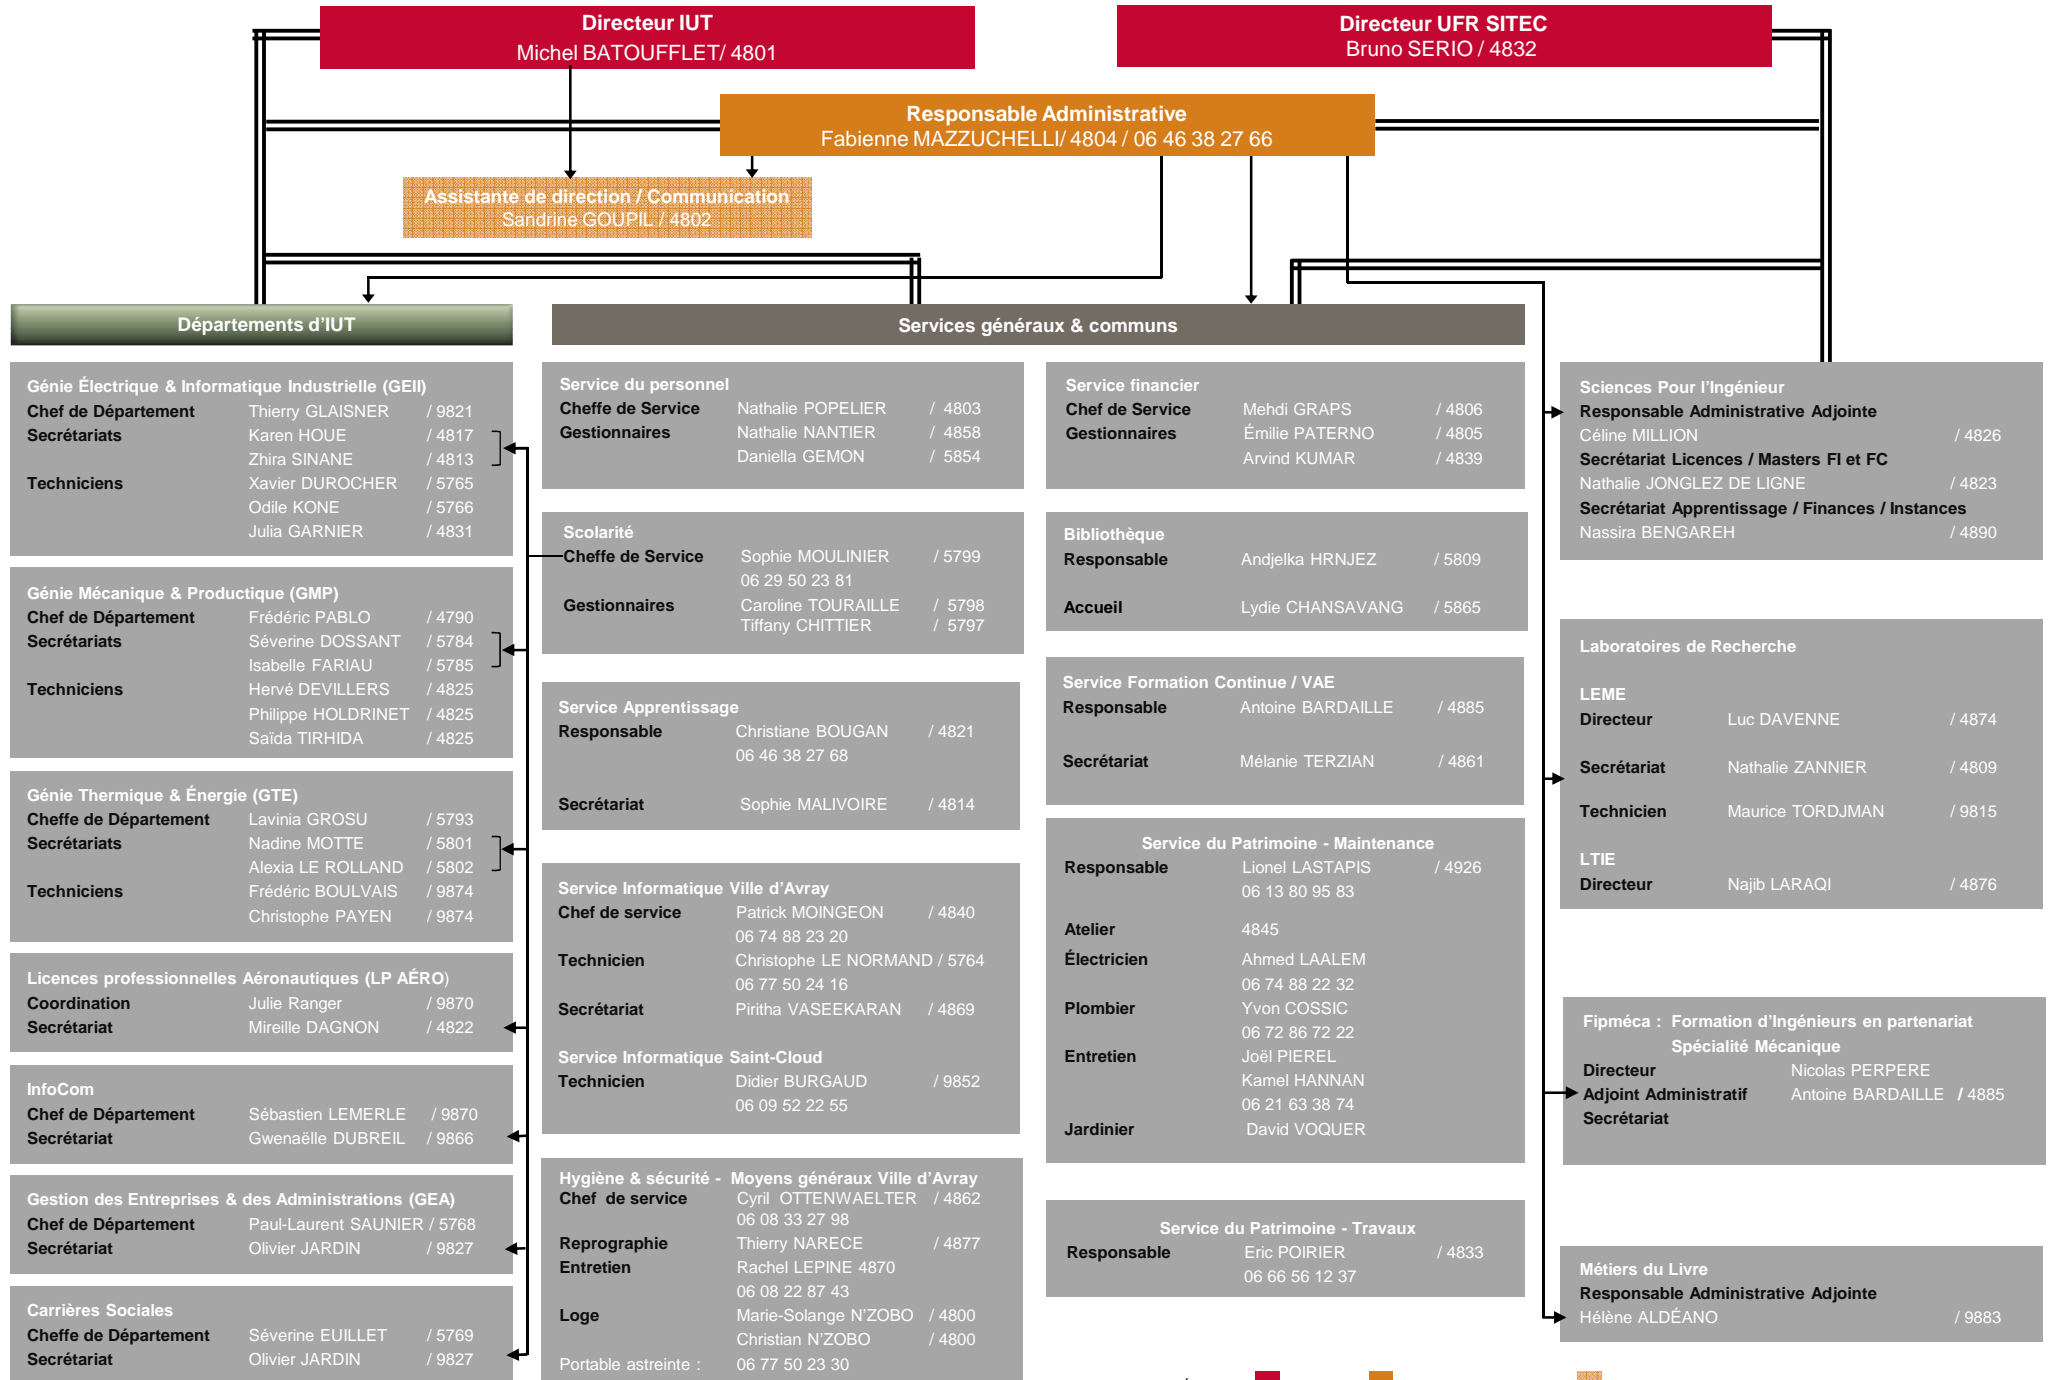 Directeur IUT
Michel BATOUFFLET/ 4801
Directeur UFR SITEC
Bruno SERIO / 4832
Responsable Administrative
Fabienne MAZZUCHELLI/ 4804 / 06 46 38 27 66
Assistante de direction / Communication
Sandrine GOUPIL / 4802
Départements d'IUT
Génie Électrique & Informatique Industrielle (GEII)
Chef de Département Thierry GLAISNER / 9821
Secrétariats Karen HOUE / 4817
Zhira SINANE / 4813
Techniciens Xavier DUROCHER / 5765
Odile KONE / 5766
Julia GARNIER / 4831
Génie Mécanique & Productique (GMP)
Chef de Département Frédéric PABLO / 4790
Secrétariats Séverine DOSSANT / 5784
Isabelle FARIAU / 5785
Techniciens Hervé DEVILLERS / 4825
Philippe HOLDRINET / 4825
Saïda TIRHIDA / 4825
Génie Thermique & Énergie (GTE)
Cheffe de Département Lavinia GROSU / 5793
Secrétariats Nadine MOTTE / 5801
Alexia LE ROLLAND / 5802
Techniciens Frédéric BOULVAIS / 9874
Christophe PAYEN / 9874
Licences professionnelles Aéronautiques (LP AÉRO)
Coordination Julie Ranger / 9870
Secrétariat Mireille DAGNON / 4822
InfoCom
Chef de Département Sébastien LEMERLE / 9870
Secrétariat Gwenaëlle DUBREIL / 9866
Gestion des Entreprises & des Administrations (GEA)
Chef de Département Paul-Laurent SAUNIER / 5768
Secrétariat Olivier JARDIN / 9827
Carrières Sociales
Cheffe de Département Séverine EUILLET / 5769
Secrétariat Olivier JARDIN / 9827
Services généraux & communs
Service du personnel
Cheffe de Service Nathalie POPELIER / 4803
Gestionnaires Nathalie NANTIER / 4858
Daniella GEMON / 5854
Scolarité
Cheffe de Service Sophie MOULINIER / 5799
06 29 50 23 81
Gestionnaires Caroline TOURAILLE / 5798
Tiffany CHITTIER / 5797
Service Apprentissage
Responsable Christiane BOUGAN / 4821
06 46 38 27 68
Secrétariat Sophie MALIVOIRE / 4814
Service Informatique Ville d'Avray
Chef de service Patrick MOINGEON / 4840
06 74 88 23 20
Technicien Christophe LE NORMAND / 5764
06 77 50 24 16
Secrétariat Piritha VASEEKARAN / 4869
Service Informatique Saint-Cloud
Technicien Didier BURGAUD / 9852
06 09 52 22 55
Hygiène & sécurité - Moyens généraux Ville d'Avray
Chef de service Cyril OTTENWAELTER / 4862
06 08 33 27 98
Reprographie Thierry NARECE / 4877
Entretien Rachel LEPINE 4870
06 08 22 87 43
Loge Marie-Solange N'ZOBO / 4800
Christian N'ZOBO / 4800
Portable astreinte : 06 77 50 23 30
Service financier
Chef de Service Mehdi GRAPS / 4806
Gestionnaires Émilie PATERNO / 4805
Arvind KUMAR / 4839
Bibliothèque
Responsable Andjelka HRNJEZ / 5809
Accueil Lydie CHANSAVANG / 5865
Service Formation Continue / VAE
Responsable Antoine BARDAILLE / 4885
Secrétariat Mélanie TERZIAN / 4861
Service du Patrimoine - Maintenance
Responsable Lionel LASTAPIS / 4926
06 13 80 95 83
Atelier 4845
Électricien Ahmed LAALEM
06 74 88 22 32
Plombier Yvon COSSIC
06 72 86 72 22
Entretien Joël PIEREL
Kamel HANNAN
06 21 63 38 74
Jardinier David VOQUER
Service du Patrimoine - Travaux
Responsable Eric POIRIER / 4833
06 66 56 12 37
Sciences Pour l'Ingénieur
Responsable Administrative Adjointe
Céline MILLION / 4826
Secrétariat Licences / Masters FI et FC
Nathalie JONGLEZ DE LIGNE / 4823
Secrétariat Apprentissage / Finances / Instances
Nassira BENGAREH / 4890
Laboratoires de Recherche
LEME
Directeur Luc DAVENNE / 4874
Secrétariat Nathalie ZANNIER / 4809
Technicien Maurice TORDJMAN / 9815
LTIE
Directeur Najib LARAQI / 4876
Fipméca : Formation d'Ingénieurs en partenariat
Spécialité Mécanique
Directeur Nicolas PERPERE
Adjoint Administratif Antoine BARDAILLE / 4885
Secrétariat
Métiers du Livre
Responsable Administrative Adjointe
Hélène ALDÉANO / 9883